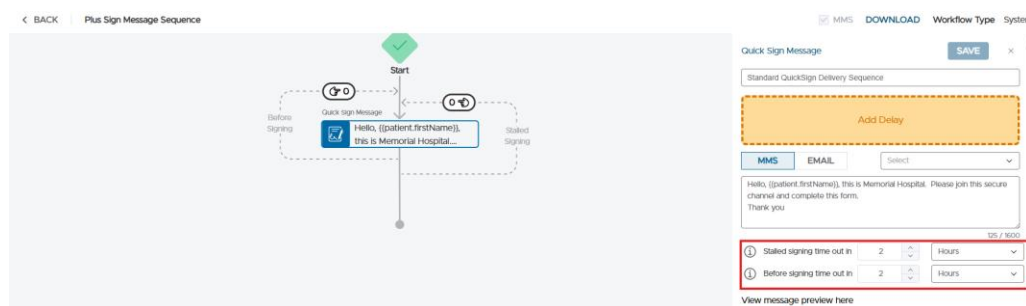 BACK
Plus Sign Message Sequence
MMS
DOWNLOAD
Workflow Type
System
Start
0
0
Before
Signing
Quick Sign Message
Hello, {{patient.firstName}},
this is Memorial Hospital....
Stalled
Signing
Quick Sign Message
SAVE
Standard QuickSign Delivery Sequence
Add Delay
MMS
EMAIL
Select
Hello, {{patient.firstName}}, this is Memorial Hospital. Please join this secure
channel and complete this form.
Thank you
125 / 1600
Stalled signing time out in
2
Hours
Before signing time out in
2
Hours
View message preview here